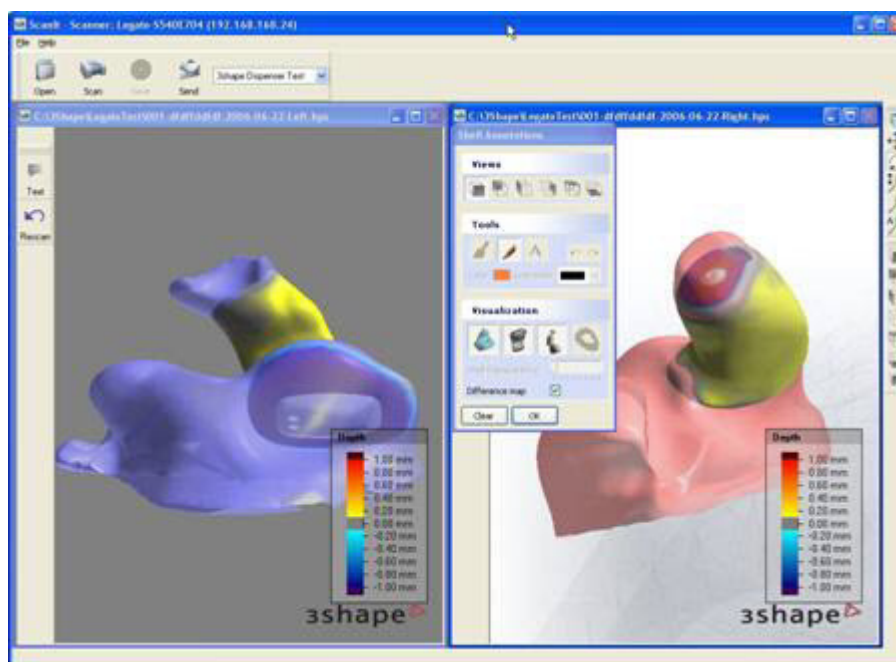 ScanIt - Scanner: Legato-S540E704 (192.168.160.24)
File Help
Open Scan Send 3shape Dispenser Test
Text
Rescan
Shell Annotations
Views
Tools
Visualization
Difference map
Clear OK
Depth
1.00 mm
0.80 mm
0.60 mm
0.40 mm
0.20 mm
0.00 mm
-0.20 mm
-0.40 mm
-0.60 mm
-0.80 mm
-1.00 mm
3shape
Depth
1.00 mm
0.80 mm
0.60 mm
0.40 mm
0.20 mm
0.00 mm
-0.20 mm
-0.40 mm
-0.60 mm
-0.80 mm
-1.00 mm
3shape